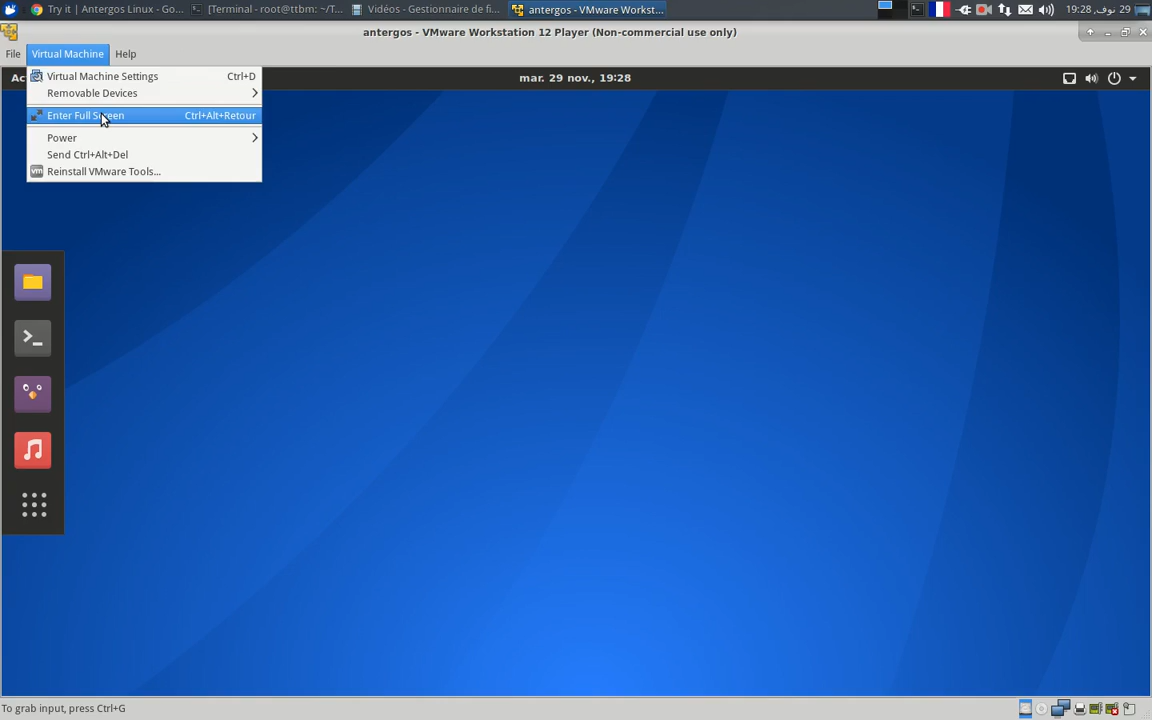 Try it | Antergos Linux - Go...
[Terminal - root@ttbm: ~/T...
Vidéos - Gestionnaire de fi...
antergos - VMware Workst...
29 نوف, 19:28
antergos - VMware Workstation 12 Player (Non-commercial use only)
File Virtual Machine Help
Virtual Machine Settings Ctrl+D
Removable Devices
Enter Full Screen Ctrl+Alt+Retour
Power
Send Ctrl+Alt+Del
vm Reinstall VMware Tools...
Ac
mar. 29 nov., 19:28
To grab input, press Ctrl+G